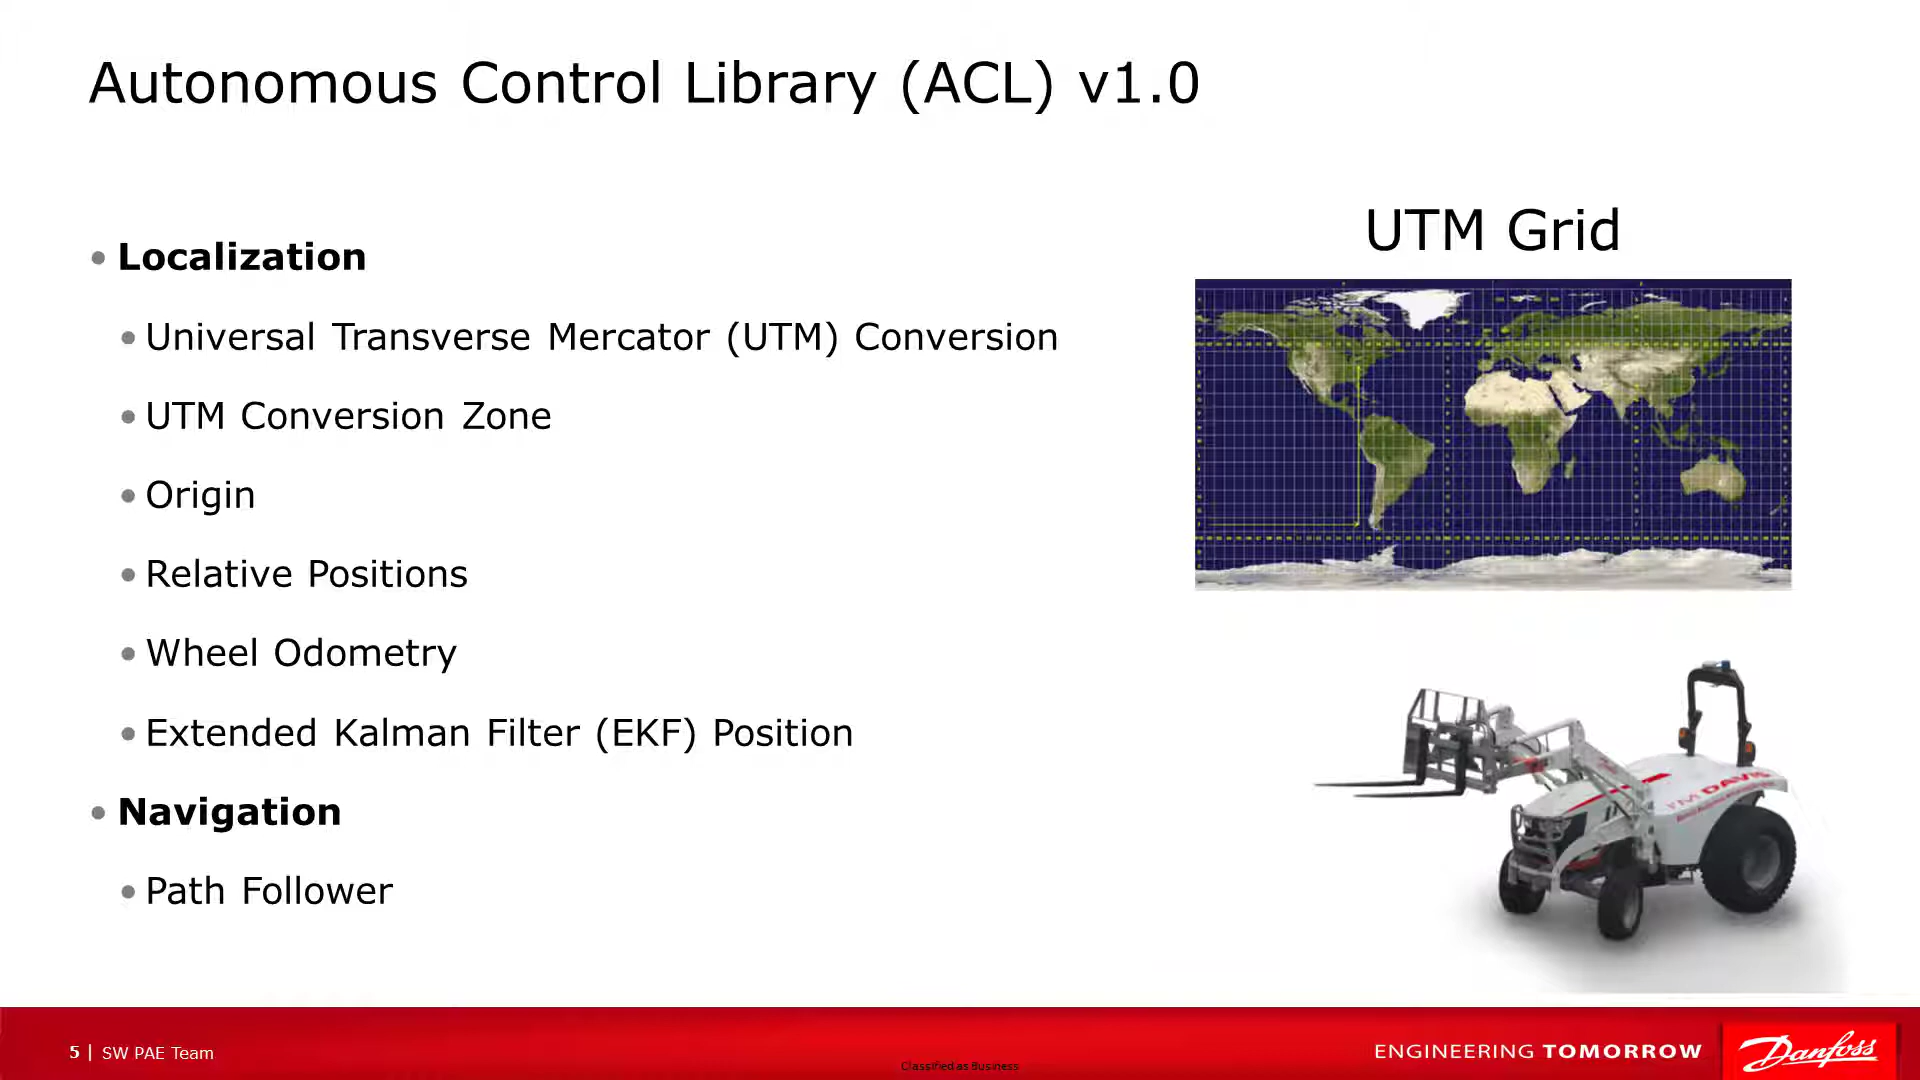 Autonomous Control Library (ACL) v1.0
UTM Grid
• Localization
• Universal Transverse Mercator (UTM) Conversion
• UTM Conversion Zone
• Origin
• Relative Positions
• Wheel Odometry
• Extended Kalman Filter (EKF) Position
• Navigation
• Path Follower
I'M DAVIS
5 | SW PAE Team
Classified as Business
ENGINEERING TOMORROW
Danfoss